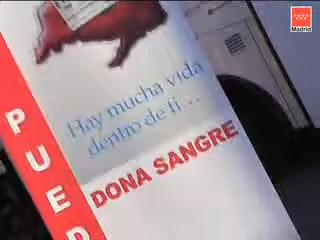 Madrid
Hay mucha vida
dentro de ti...
DONA SANGRE
PUED